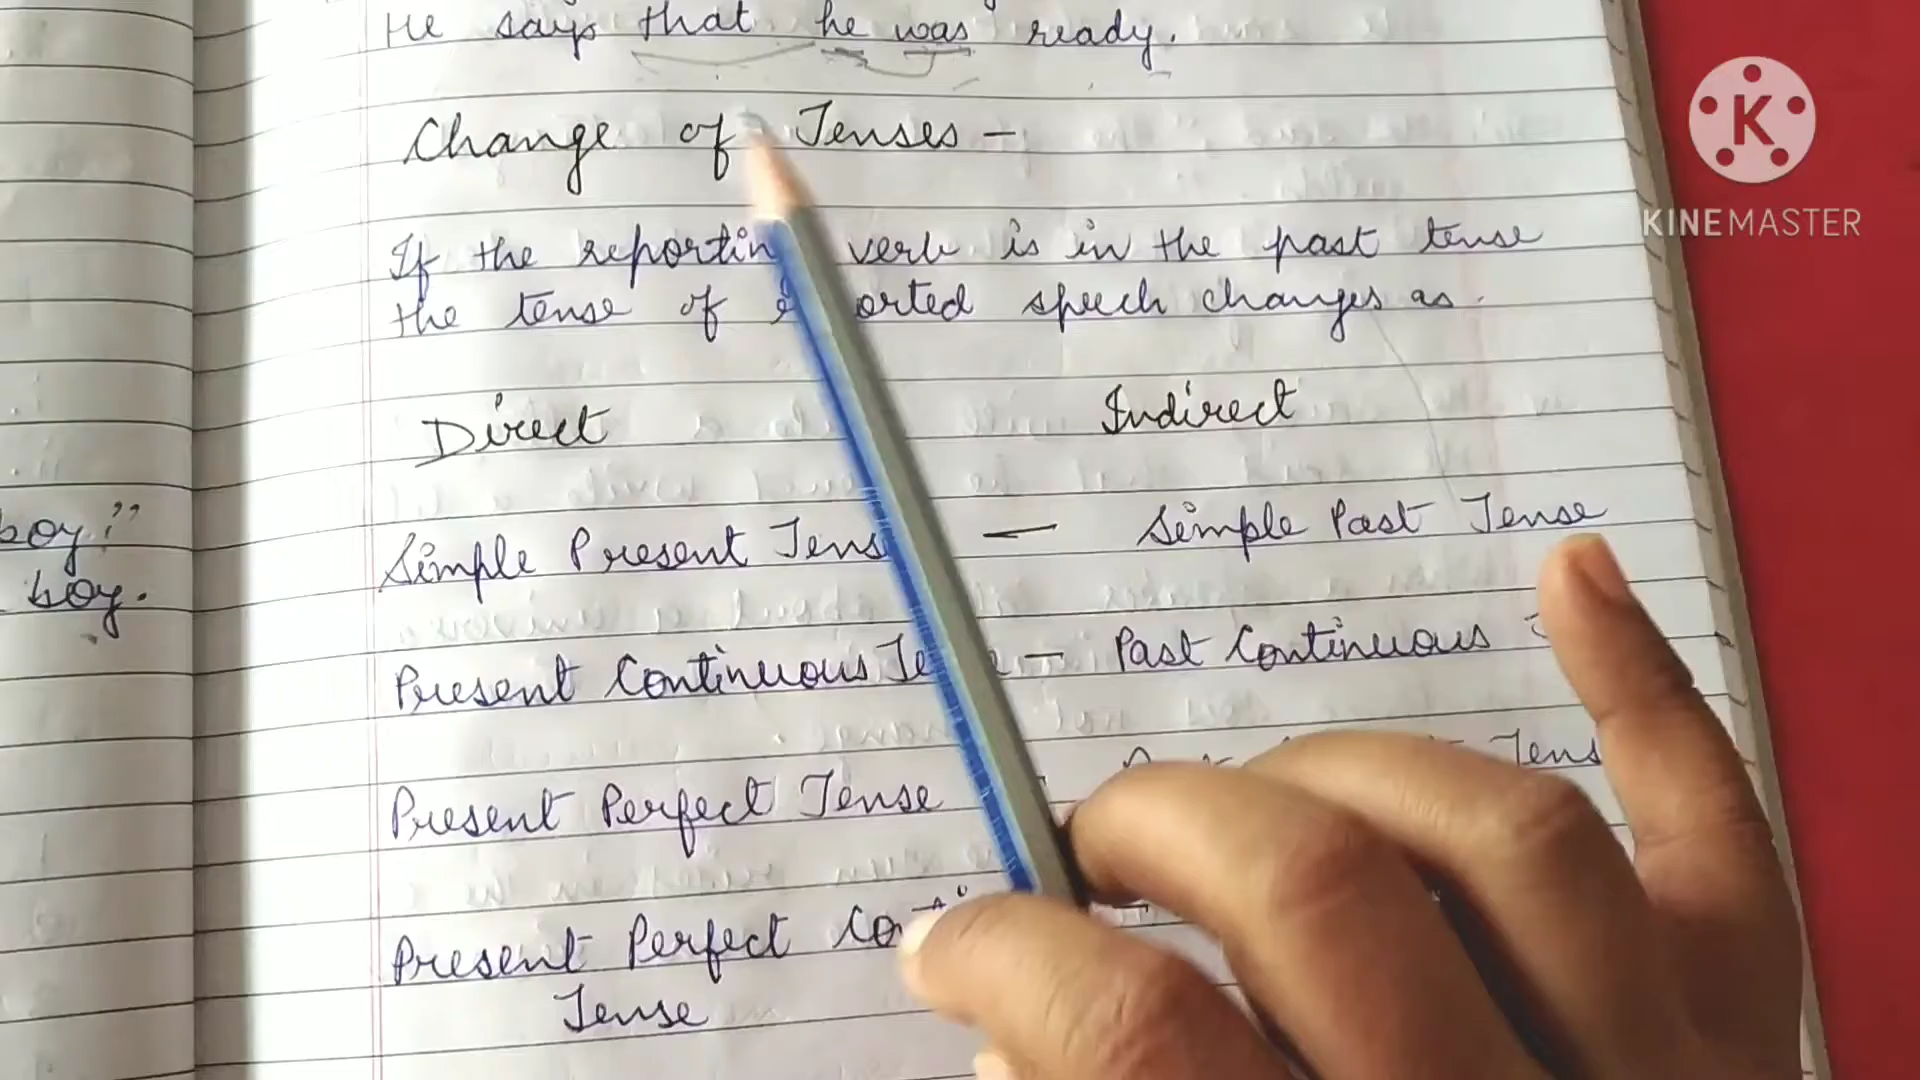 He says that he was ready.
Change of Tenses -
If the reporting verb is in the past tense
the tense of speech changes as.
Direct Indirect
Simple Present Tense — Simple Past Tense
Present Continuous - Past Continuous
Present Perfect Tense Tense
Present Perfect
Tense
boy"
boy.
K
KINEMASTER